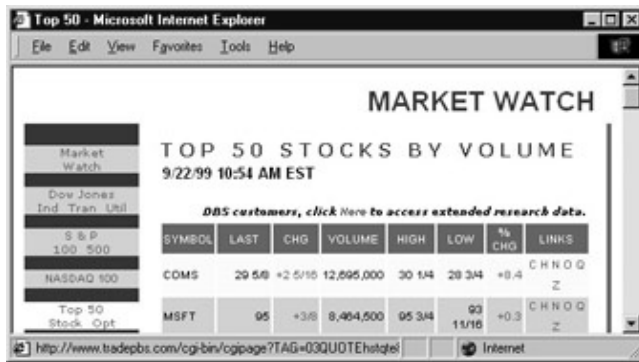 Top 50 - Microsoft Internet Explorer
File Edit View Favorites Tools Help
MARKET WATCH
Market
Watch
Dow Jones
Ind Tran Util
S & P
100 500
NASDAQ 100
Top 50
Stock Opt
TOP 50 STOCKS BY VOLUME
9/22/99 10:54 AM EST
DBS customers, click Here to access extended research data.
SYMBOL LAST CHG VOLUME HIGH LOW % CHG LINKS
COMS 29 5/8 +2 5/16 12,695,000 30 1/4 28 3/4 +8.4 C H N O Q Z
MSFT 95 +3/8 8,464,500 95 3/4 93 11/16 +0.3 C H N O Q Z
http://www.tradepbs.com/cgi-bin/cgipage?TAG=03QUOTEhstqtel Internet